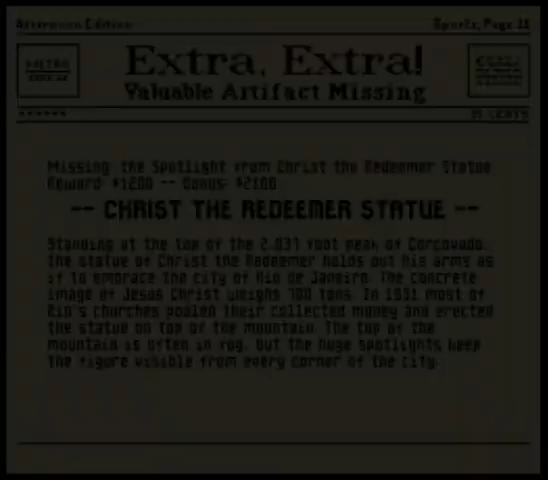 Afternoon Edition
Sports, Page 11
Extra, Extra!
Valuable Artifact Missing
35 CENTS
Missing: the Spotlight from Christ the Redeemer Statue
Reward: $1200 -- Bonus: $2100
-- CHRIST THE REDEEMER STATUE --
Standing at the top of the 2,031 foot peak of Corcovado,
the statue of Christ the Redeemer holds out his arms as
if to embrace the city of Rio de Janeiro. The concrete
image of Jesus Christ weighs 700 tons. In 1931 most of
Rio's churches pooled their collected money and erected
the statue on top of the mountain. The top of the
mountain is often in fog, but the huge spotlights keep
the figure visible from every corner of the city.